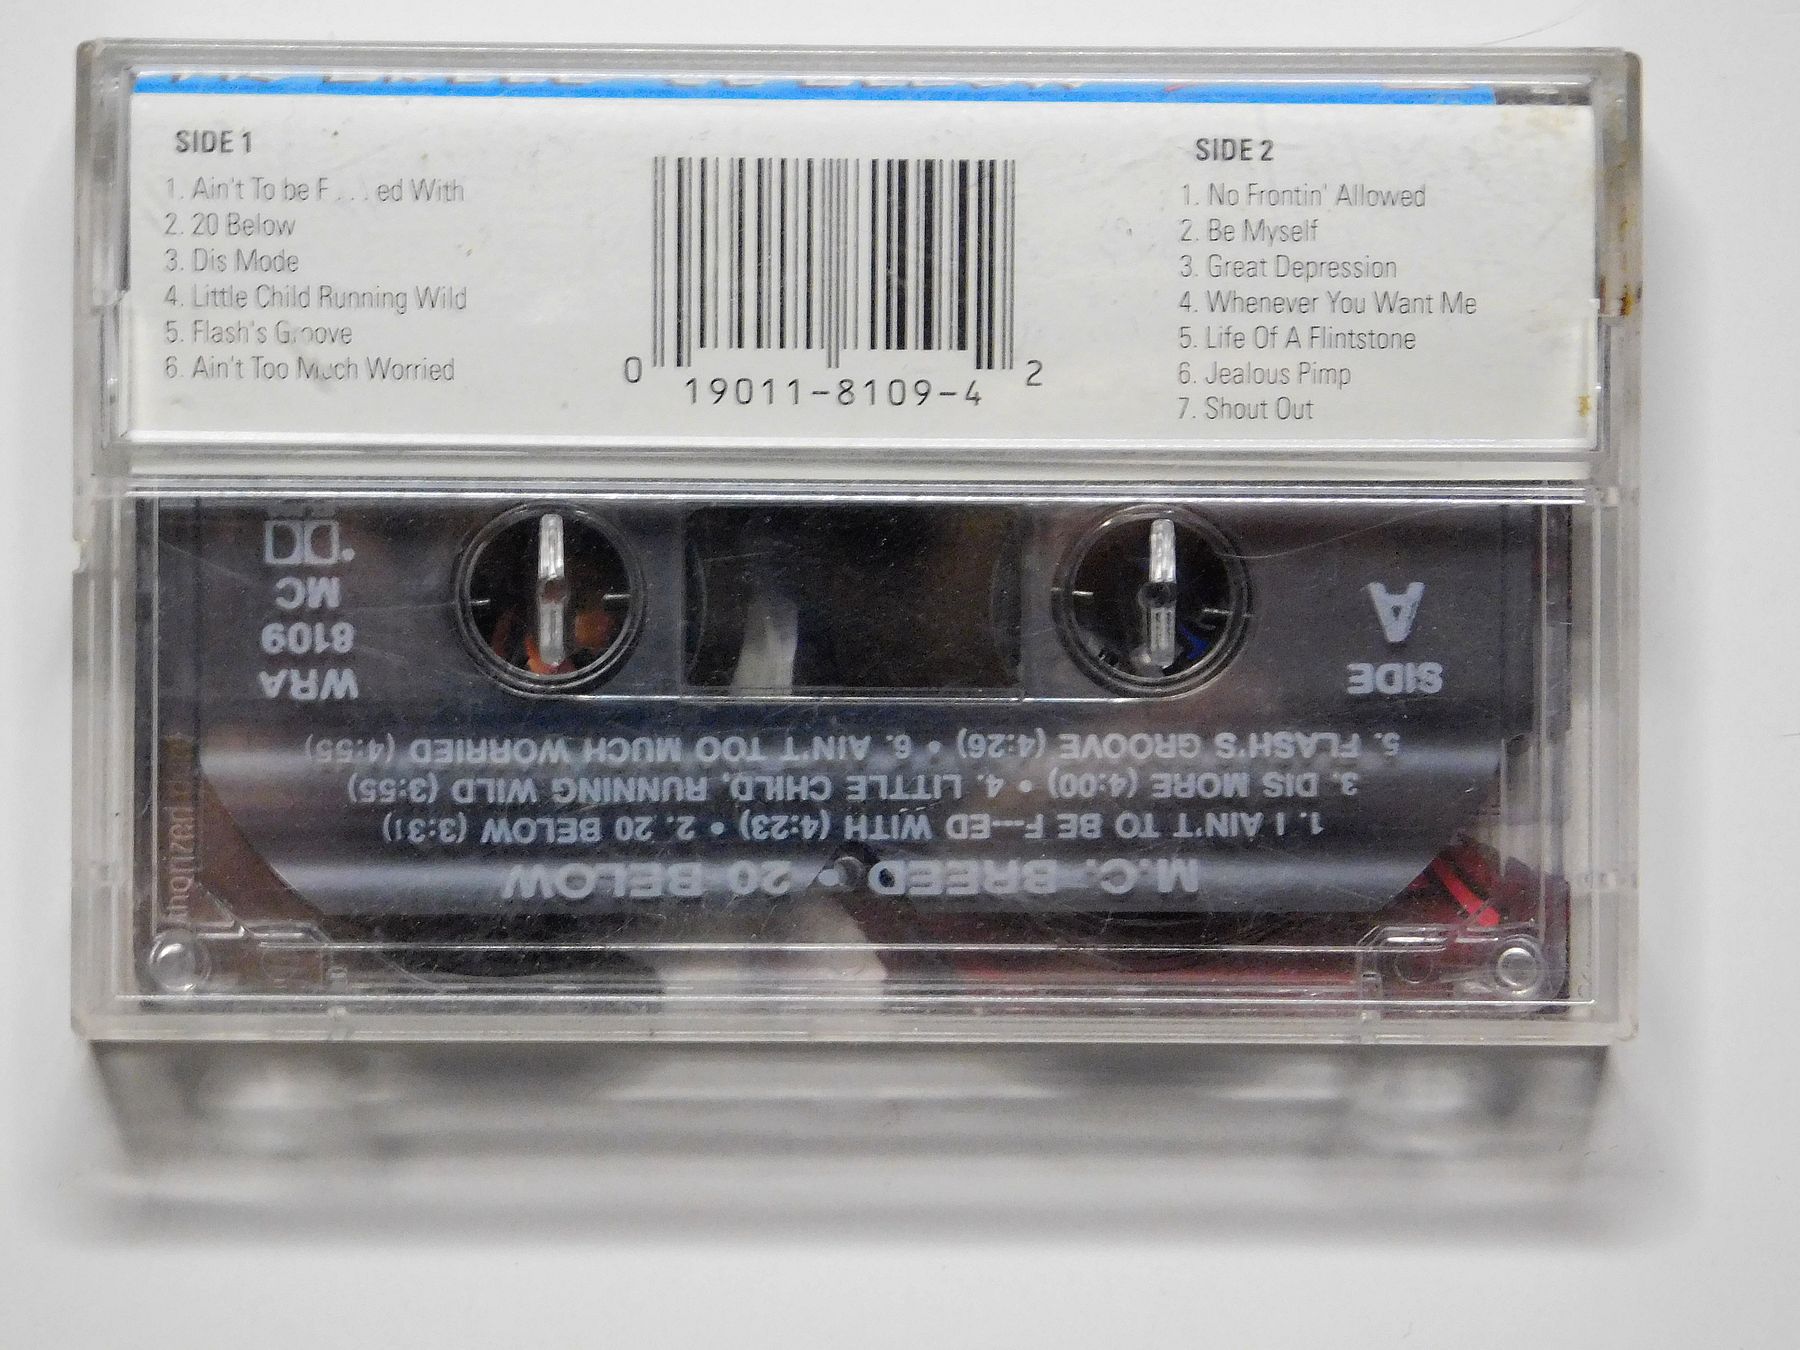 SIDE 1
1. Ain't To be F . . . ed With
2. 20 Below
3. Dis Mode
4. Little Child Running Wild
5. Flash's Groove
6. Ain't Too Much Worried
0 19011-8109-4 2
SIDE 2
1. No Frontin' Allowed
2. Be Myself
3. Great Depression
4. Whenever You Want Me
5. Life Of A Flintstone
6. Jealous Pimp
7. Shout Out
M.C. BREED • 20 BELOW
1. I AIN'T TO BE F---ED WITH (4:23) • 2. 20 BELOW (3:31)
3. DIS MORE (4:00) • 4. LITTLE CHILD, RUNNING WILD (3:55)
5. FLASH'S GROOVE (4:26) • 6. AIN'T TOO MUCH WORRIED (4:55)
SIDE
A
WRA
8109
MC